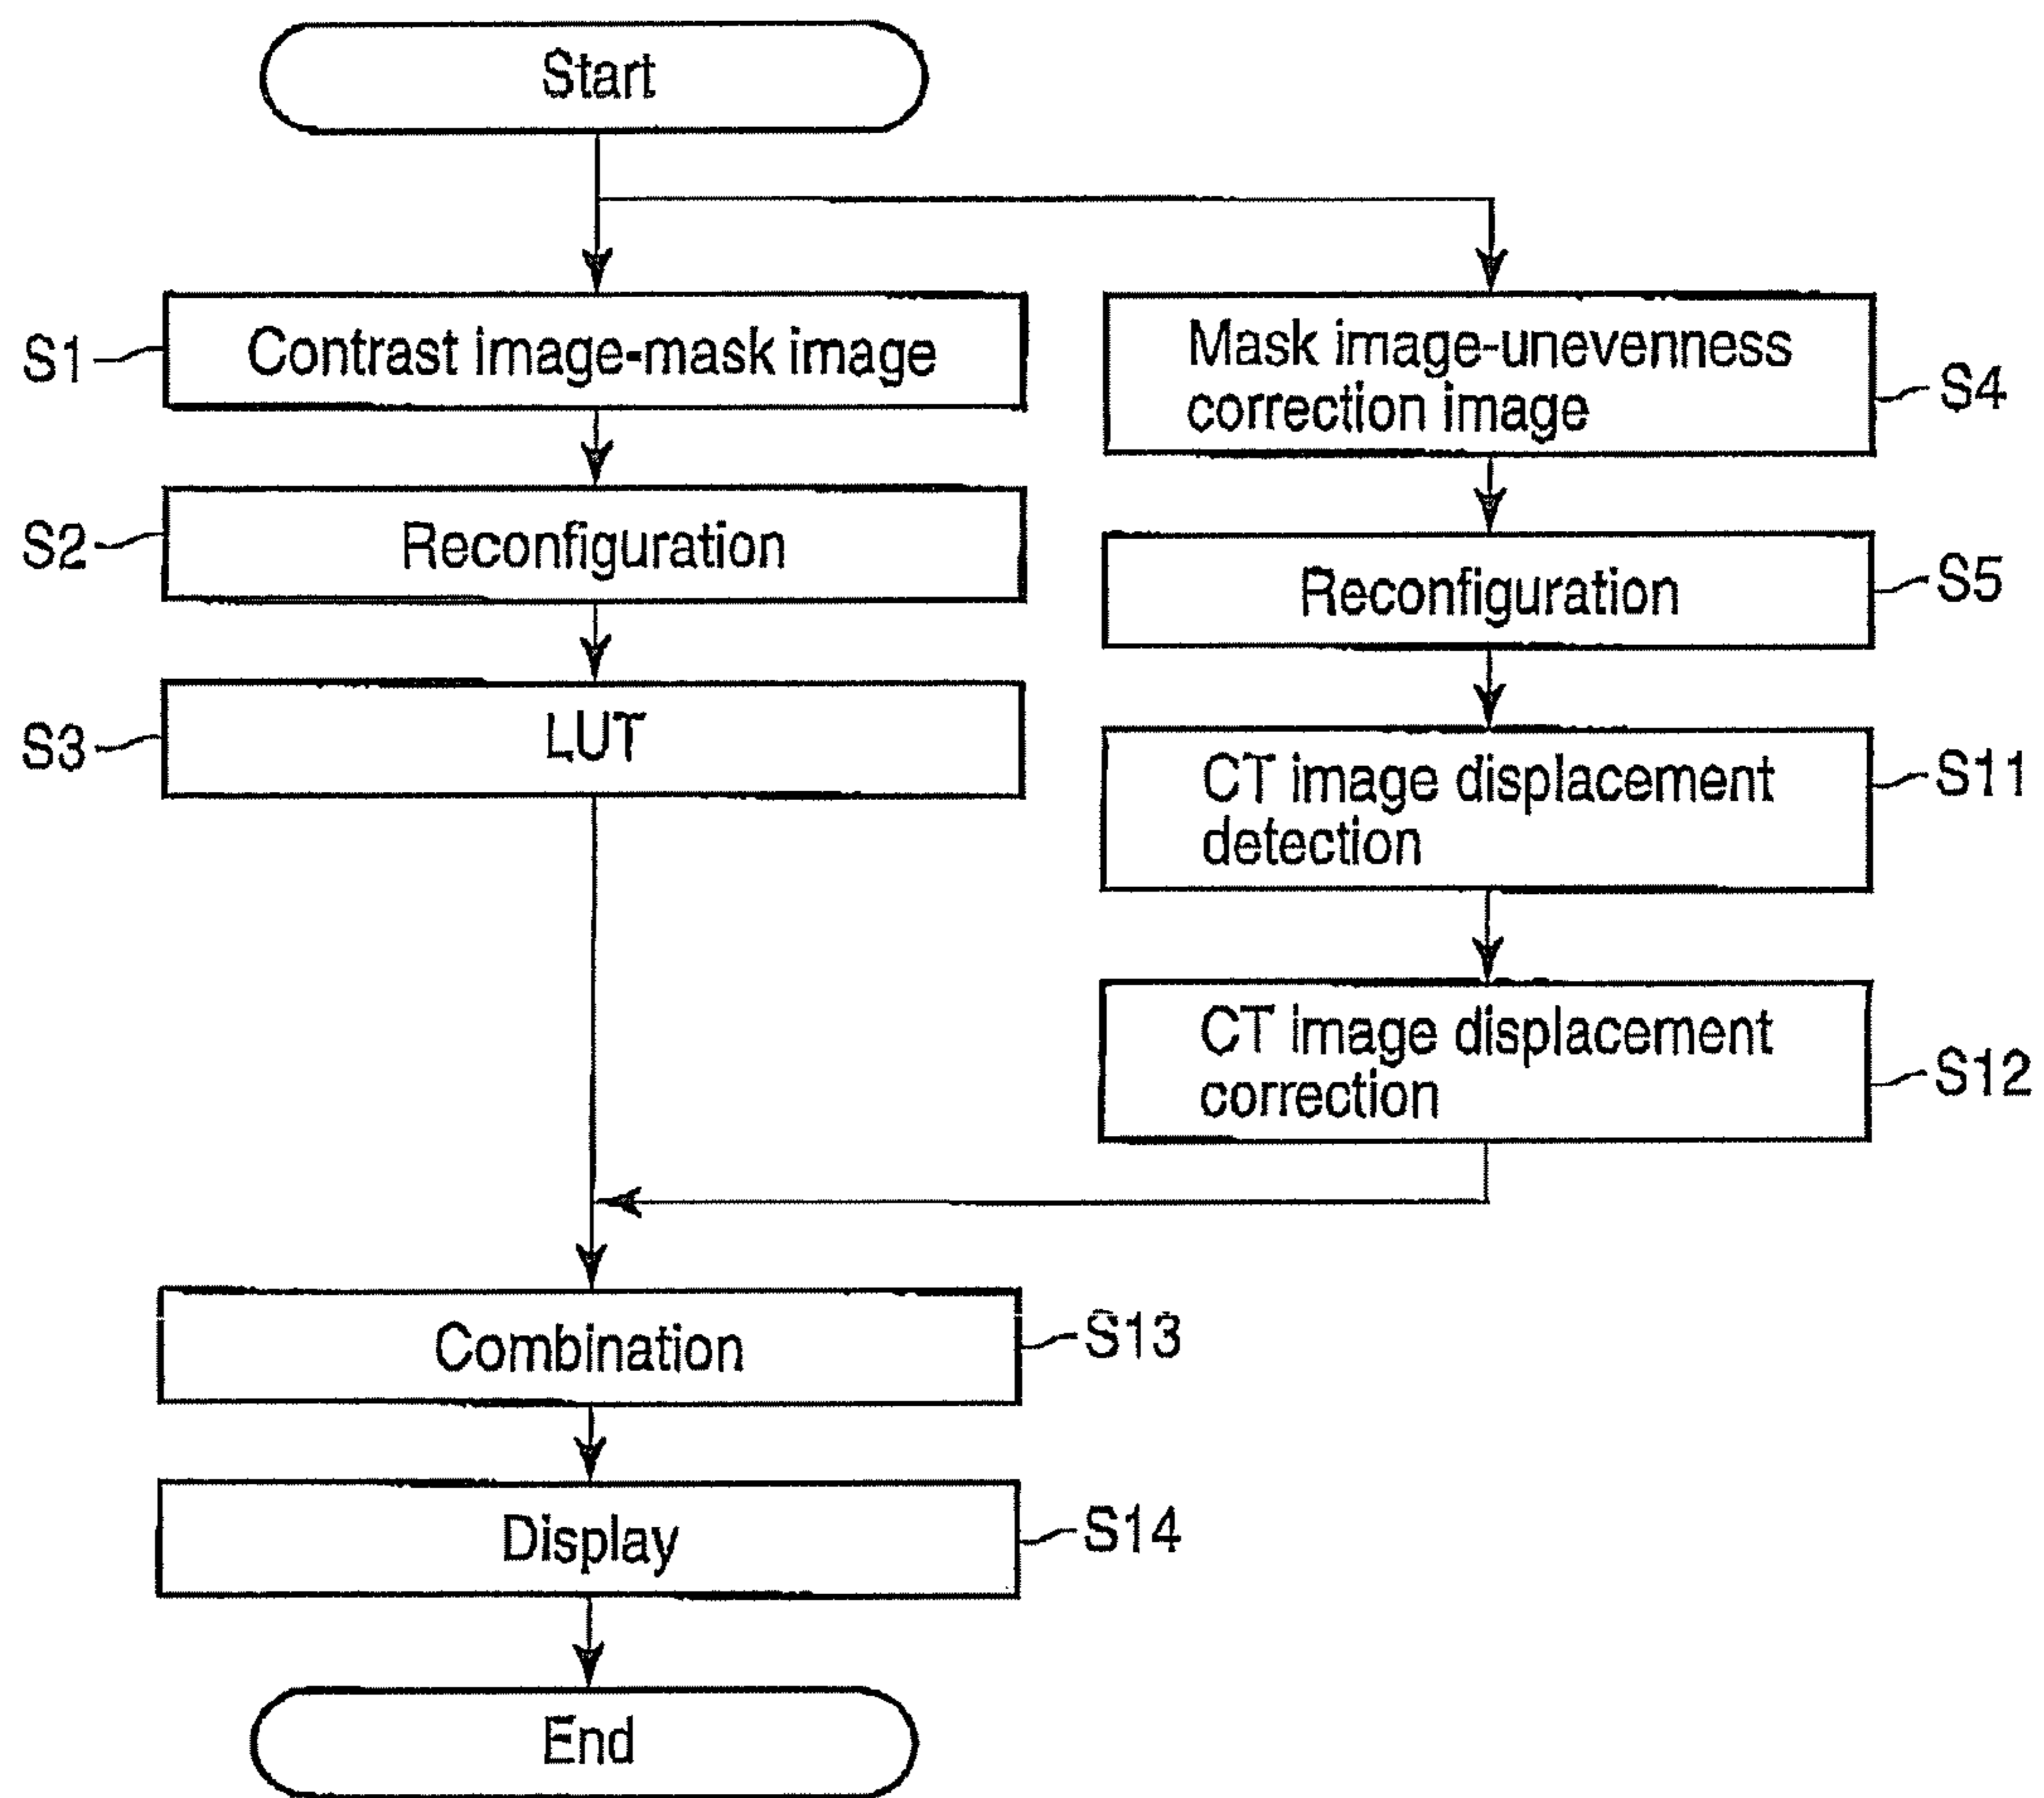 Start
S1
Contrast image-mask image
S2
Reconfiguration
S3
LUT
Mask image-unevenness
correction image
S4
Reconfiguration
S5
CT image displacement
detection
S11
CT image displacement
correction
S12
Combination
S13
Display
S14
End